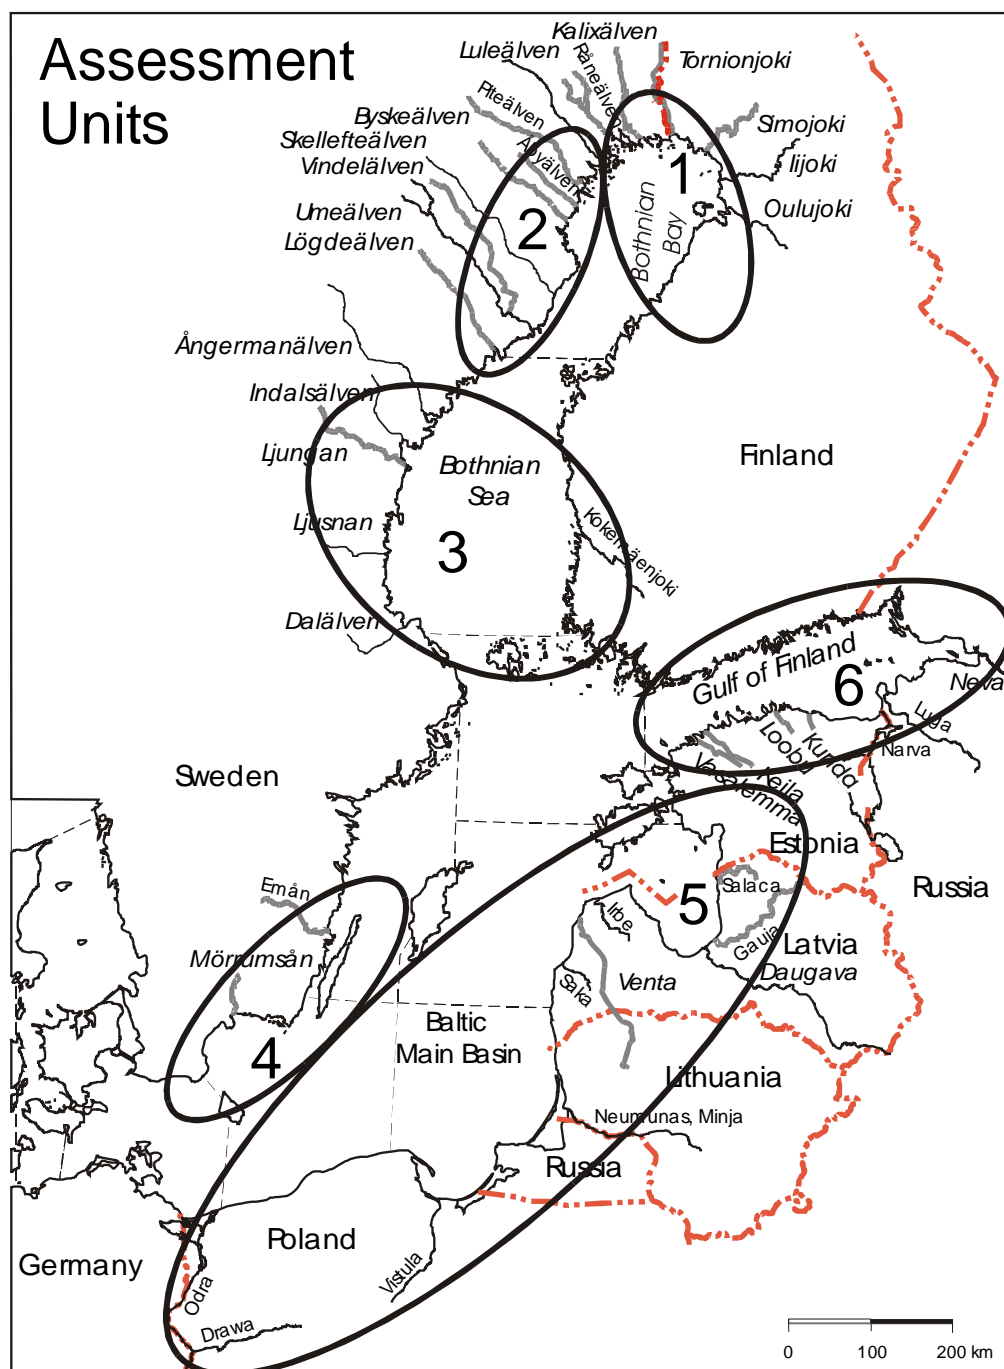 Assessment
Units
Kalixälven
Luleälven
Råneälven
Tornionjoki
Piteälven
Byskeälven
Åbyälven
Skellefteälven
Vindelälven
Umeälven
Lögdeälven
Simojoki
Iijoki
Oulujoki
1
Bothnian
Bay
2
Ångermanälven
Indalsälven
Ljungan
Ljusnan
Dalälven
Bothnian
Sea
3
Kokemäenjoki
Finland
Gulf of Finland
6
Neva
Luga
Narva
Kunda
Loobu
Keila
Vasalemma
Sweden
Estonia
Russia
Emån
Mörrumsån
4
5
Salaca
Gauja
Irbe
Saka
Venta
Latvia
Daugava
Baltic
Main Basin
Lithuania
Neumunas, Minja
Russia
Poland
Germany
Odra
Drawa
Vistula
0 100 200 km